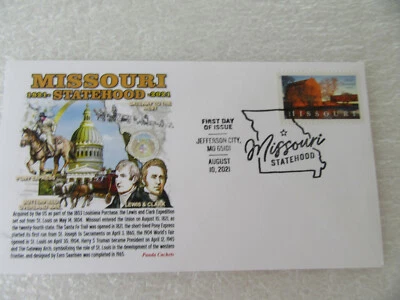 MISSOURI
1821- STATEHOOD -2021
GATEWAY TO THE
WEST
LEWIS & CLARK
Acquired by the US as part of the 1803 Louisiana Purchase, the Lewis and Clark Expedition
set out from St. Louis on May 14, 1804. Missouri entered the Union on August 10, 1821, as
the twenty-fourth state. The Santa Fe trail was opened in 1821, the short-lived Pony Express
started its first run from St. Joseph to Sacramento on April 3, 1860, the 1904 World's Fair
opened in St. Louis on April 30, 1904, Harry S Truman became President on April 12, 1945
and The Gateway Arch, symbolizing the role of St. Louis in the development of the western
frontier, and designed by Eero Saarinen was completed in 1965.
Panda Cachets
FIRST DAY
OF ISSUE
JEFFERSON CITY,
MO 65101
AUGUST
10, 2021
Missouri
STATEHOOD
MISSOURI